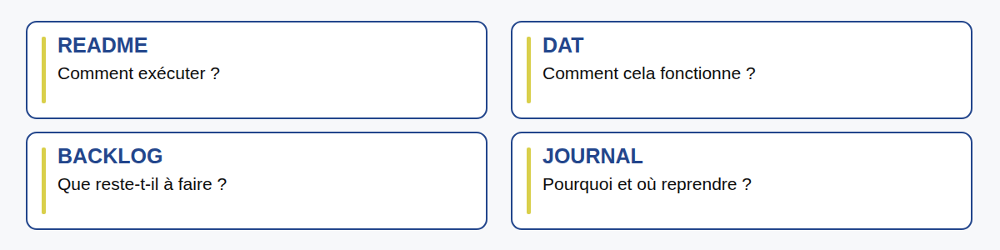 README
Comment exécuter ?
DAT
Comment cela fonctionne ?
BACKLOG
Que reste-t-il à faire ?
JOURNAL
Pourquoi et où reprendre ?